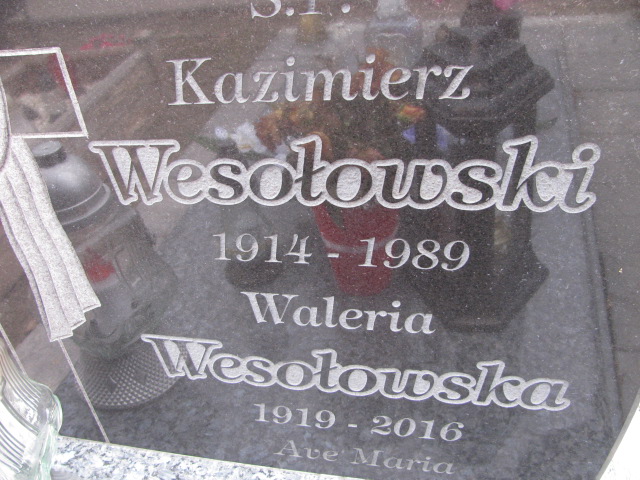 Ś.P.
Kazimierz
Wesołowski
1914 - 1989
Waleria
Wesołowska
1919 - 2016
Ave Maria